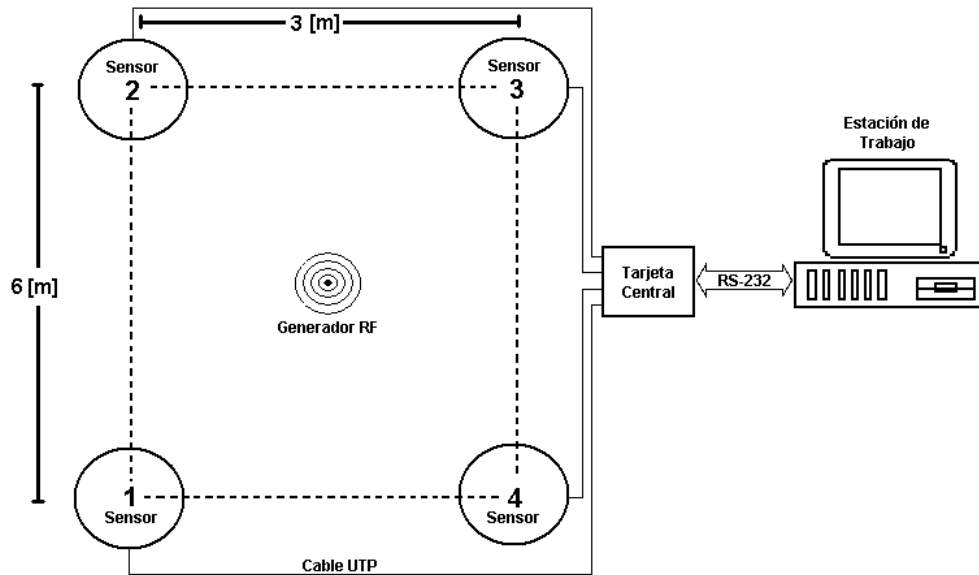 3 [m]
Sensor
2
Sensor
3
Estación de
Trabajo
6 [m]
Generador RF
Tarjeta
Central
RS-232
1
Sensor
4
Sensor
Cable UTP